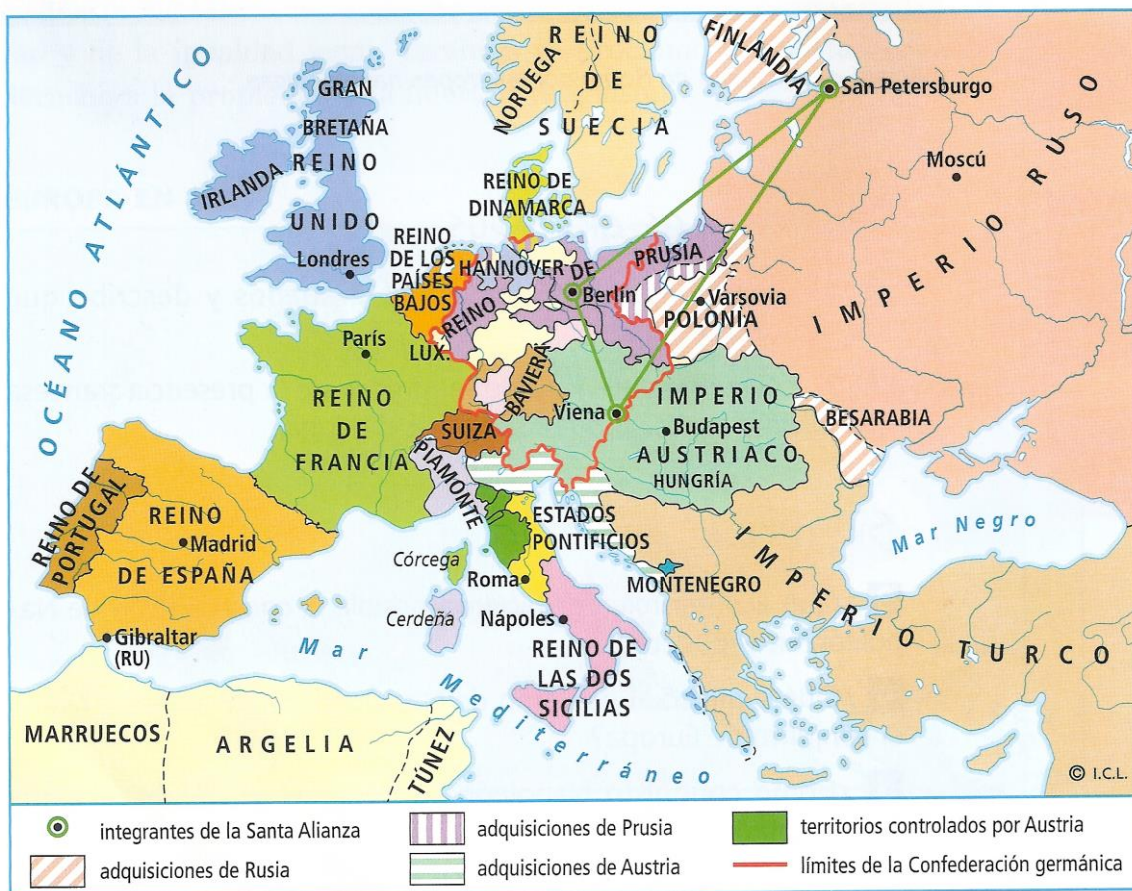 OCÉANO ATLÁNTICO
GRAN
BRETAÑA
IRLANDA
REINO
UNIDO
Londres
NORUEGA
REINO
DE
SUECIA
FINLANDIA
San Petersburgo
Moscú
IMPERIO RUSO
REINO DE
DINAMARCA
REINO
DE LOS
PAÍSES
BAJOS
HANNOVER
REINO DE
PRUSIA
Berlín
Varsovia
POLONIA
LUX.
París
REINO
DE
FRANCIA
BAVIERA
Viena
IMPERIO
Budapest
AUSTRIACO
HUNGRÍA
BESARABIA
SUIZA
PIAMONTE
REINO DE
PORTUGAL
REINO
Madrid
DE ESPAÑA
Gibraltar
(RU)
Córcega
Cerdeña
ESTADOS
PONTIFICIOS
Roma
Nápoles
MONTENEGRO
REINO DE
LAS DOS
SICILIAS
Mar Negro
IMPERIO TURCO
Mar Mediterráneo
MARRUECOS
ARGELIA
TÚNEZ
© I.C.L.
integrantes de la Santa Alianza
adquisiciones de Prusia
territorios controlados por Austria
adquisiciones de Rusia
adquisiciones de Austria
límites de la Confederación germánica